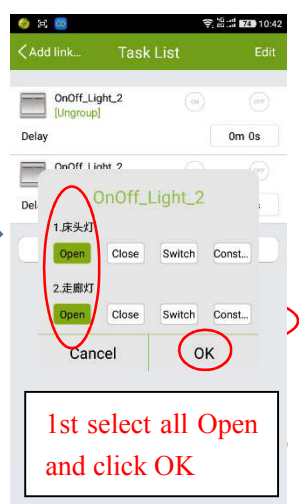 74 10:42
Add link... Task List Edit
OnOff_Light_2
[Ungroup]
ON OFF
Delay 0m 0s
OnOff_Light_2
OnOff_Light_2
1.床头灯
Open Close Switch Const...
2.走廊灯
Open Close Switch Const...
Cancel OK
1st select all Open
and click OK